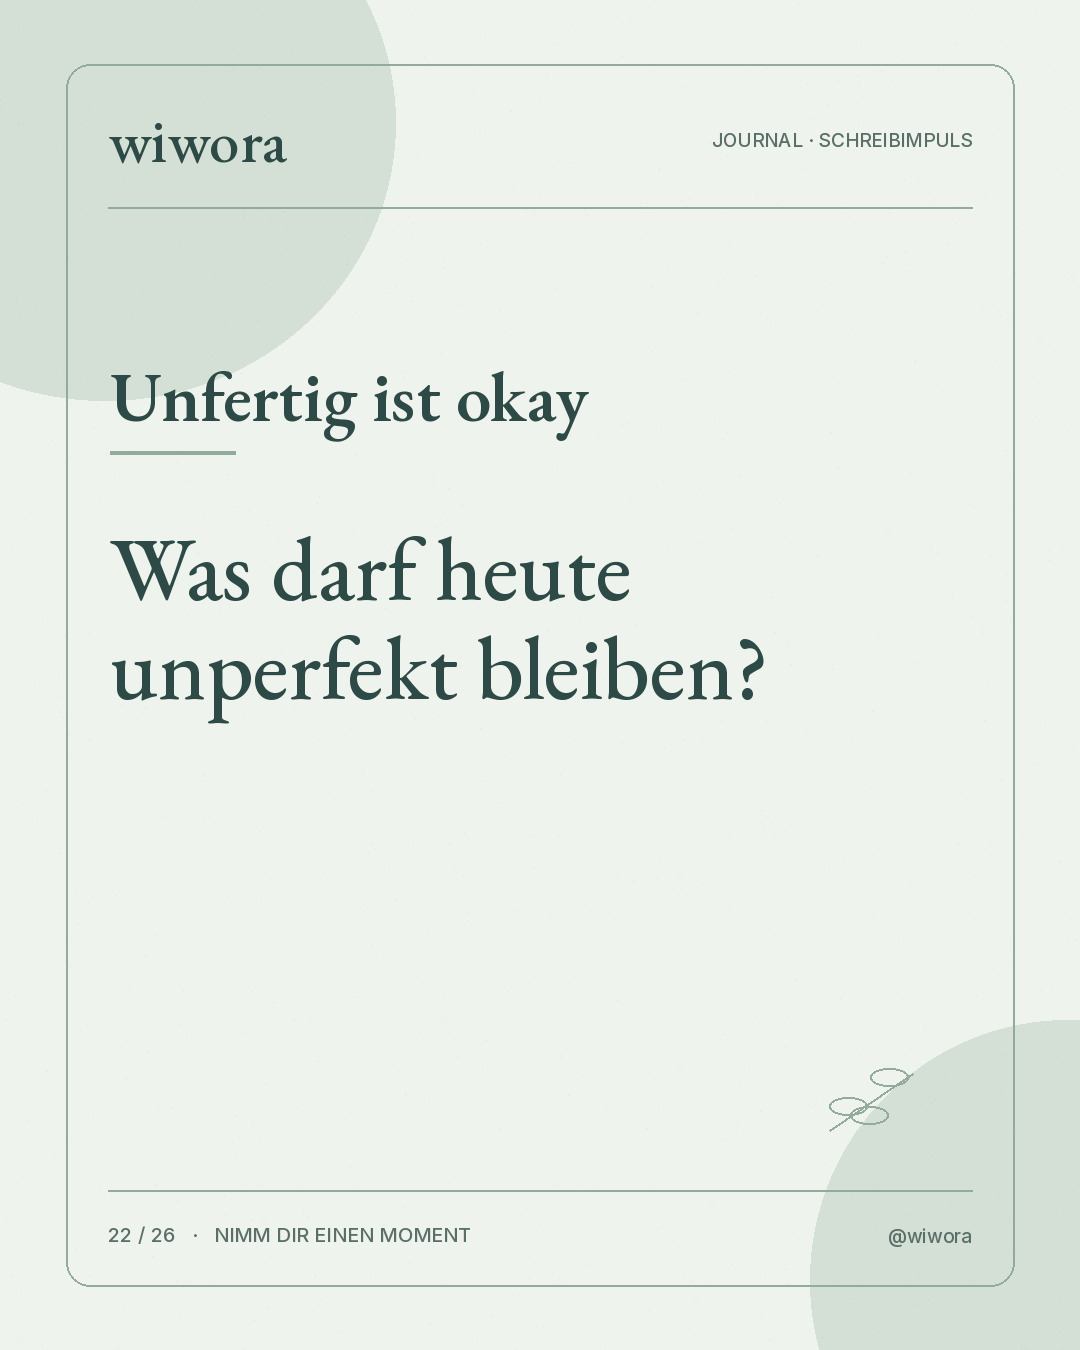 wiwora
JOURNAL · SCHREIBIMPULS
Unfertig ist okay
Was darf heute
unperfekt bleiben?
22 / 26 · NIMM DIR EINEN MOMENT
@wiwora